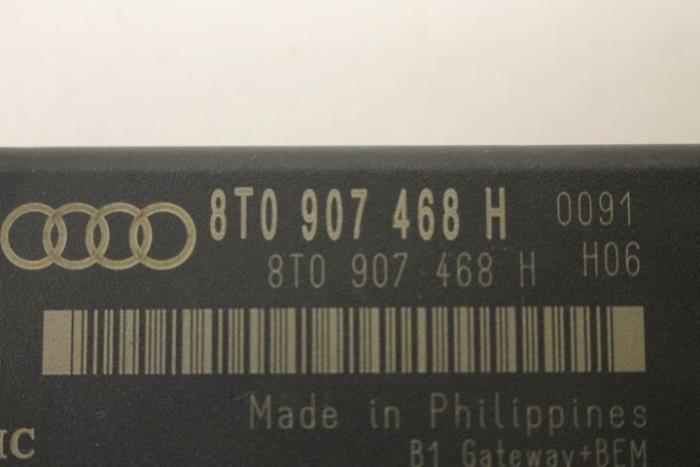 8T0 907 468 H 0091
8T0 907 468 H H06
Made in Philippines
IC
B1 Gateway+BEM